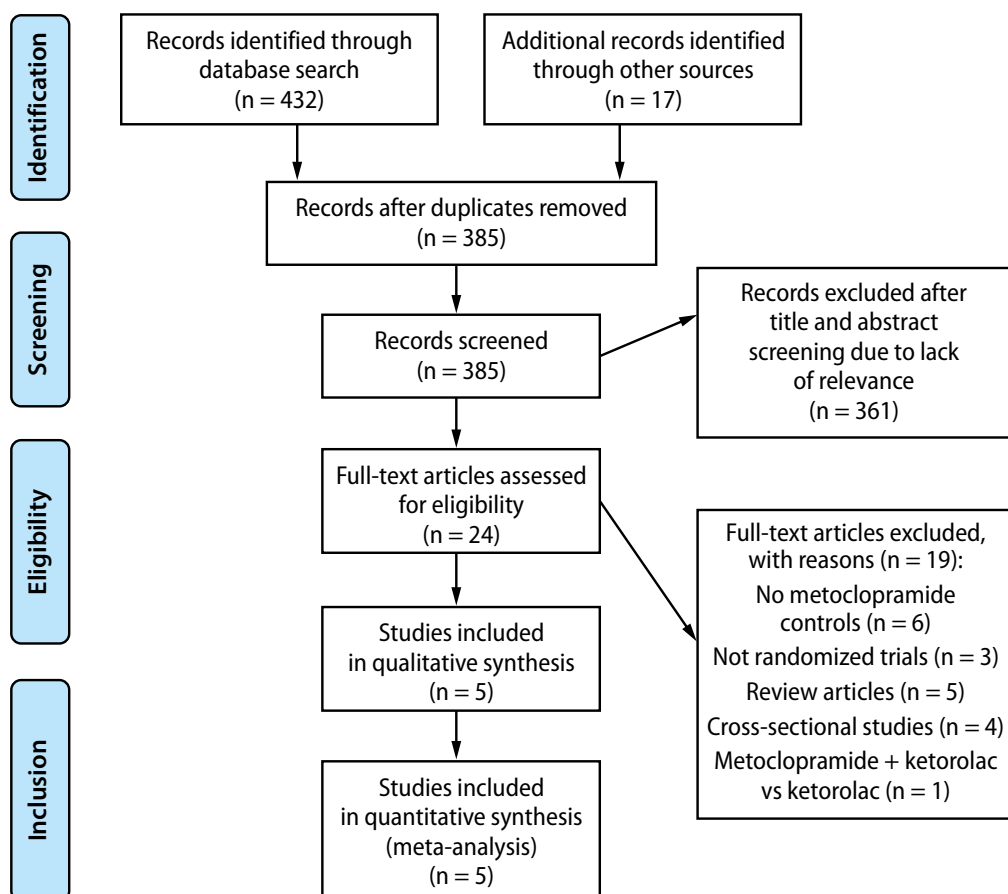 Identification
Records identified through
database search
(n = 432)
Additional records identified
through other sources
(n = 17)
Records after duplicates removed
(n = 385)
Screening
Records screened
(n = 385)
Records excluded after
title and abstract
screening due to lack
of relevance
(n = 361)
Eligibility
Full-text articles assessed
for eligibility
(n = 24)
Full-text articles excluded,
with reasons (n = 19):
No metoclopramide
controls (n = 6)
Not randomized trials (n = 3)
Review articles (n = 5)
Cross-sectional studies (n = 4)
Metoclopramide + ketorolac
vs ketorolac (n = 1)
Studies included
in qualitative synthesis
(n = 5)
Inclusion
Studies included
in quantitative synthesis
(meta-analysis)
(n = 5)